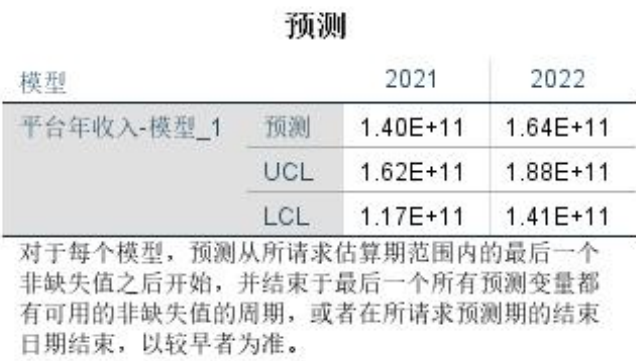 预测
模型 2021 2022
平台年收入-模型_1 预测 1.40E+11 1.64E+11
UCL 1.62E+11 1.88E+11
LCL 1.17E+11 1.41E+11
对于每个模型，预测从所请求估算期范围内的最后一个
非缺失值之后开始，并结束于最后一个所有预测变量都
有可用的非缺失值的周期，或者在所请求预测期的结束
日期结束，以较早者为准。